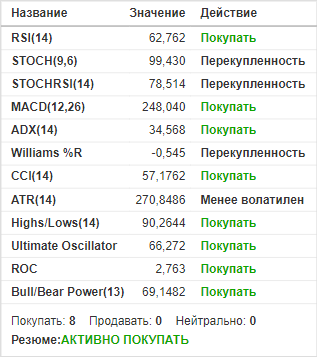 Название Значение Действие
RSI(14) 62,762 Покупать
STOCH(9,6) 99,430 Перекупленность
STOCHRSI(14) 78,514 Перекупленность
MACD(12,26) 248,040 Покупать
ADX(14) 34,568 Покупать
Williams %R -0,545 Перекупленность
CCI(14) 57,1762 Покупать
ATR(14) 270,8486 Менее волатилен
Highs/Lows(14) 90,2644 Покупать
Ultimate Oscillator 66,272 Покупать
ROC 2,763 Покупать
Bull/Bear Power(13) 69,1482 Покупать
Покупать: 8 Продавать: 0 Нейтрально: 0
Резюме:АКТИВНО ПОКУПАТЬ